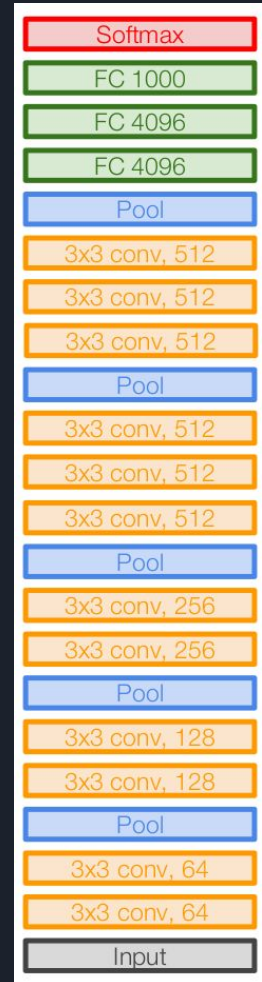 Softmax
FC 1000
FC 4096
FC 4096
Pool
3x3 conv, 512
3x3 conv, 512
3x3 conv, 512
Pool
3x3 conv, 512
3x3 conv, 512
3x3 conv, 512
Pool
3x3 conv, 256
3x3 conv, 256
Pool
3x3 conv, 128
3x3 conv, 128
Pool
3x3 conv, 64
3x3 conv, 64
Input